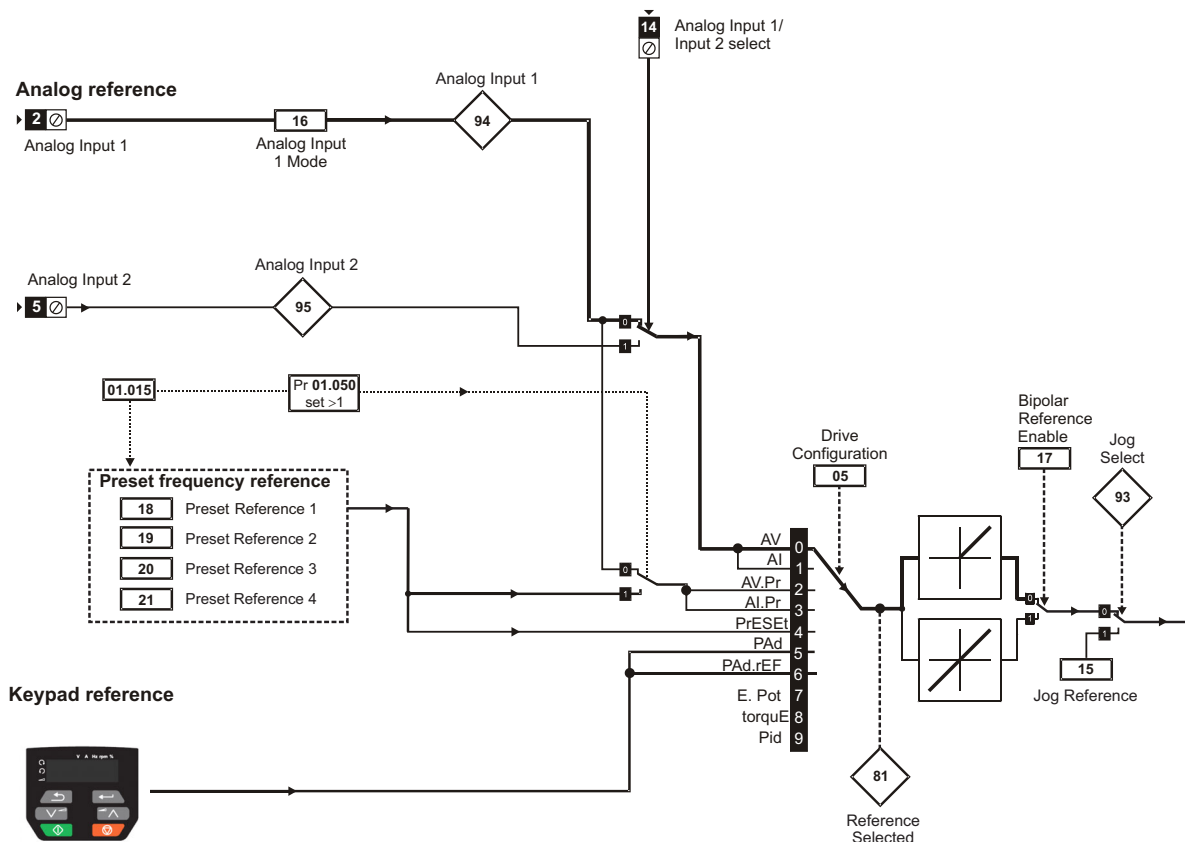 14
Analog Input 1/
Input 2 select
Analog reference
2
Analog Input 1
16
Analog Input
1 Mode
Analog Input 1
94
Analog Input 2
5
Analog Input 2
95
0
1
01.015
Pr 01.050
set >1
Preset frequency reference
18 Preset Reference 1
19 Preset Reference 2
20 Preset Reference 3
21 Preset Reference 4
0
1
Drive
Configuration
05
AV 0
AI 1
AV.Pr 2
AI.Pr 3
PrESEt 4
PAd 5
PAd.rEF 6
E. Pot 7
torquE 8
Pid 9
Bipolar
Reference
Enable
17
Jog
Select
93
0
1
0
1
15
Jog Reference
81
Reference
Selected
Keypad reference
V A Hz rpm %